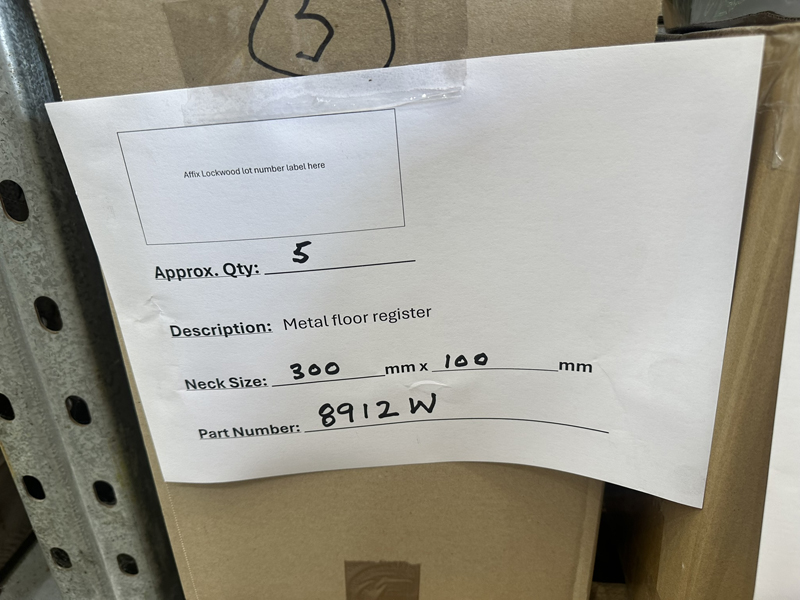 5
Affix Lockwood lot number label here
Approx. Qty: 5
Description: Metal floor register
Neck Size: 300 mm x 100 mm
Part Number: 8912 W